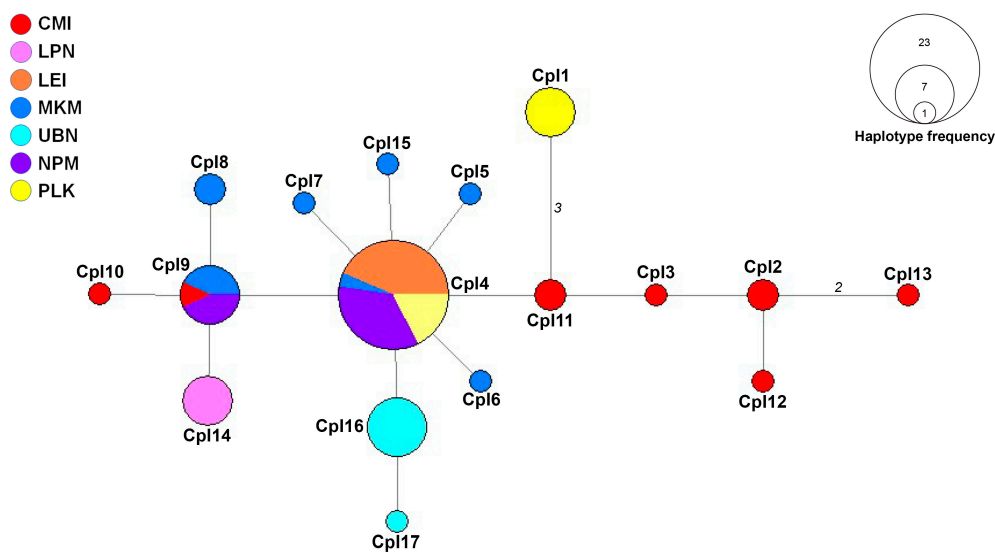 CMI
LPN
LEI
MKM
UBN
NPM
PLK
23
7
1
Haplotype frequency
Cpl1
Cpl15
Cpl8
Cpl7
Cpl5
3
Cpl9
Cpl10
Cpl4
Cpl3
Cpl2
2
Cpl13
Cpl11
Cpl6
Cpl12
Cpl16
Cpl14
Cpl17